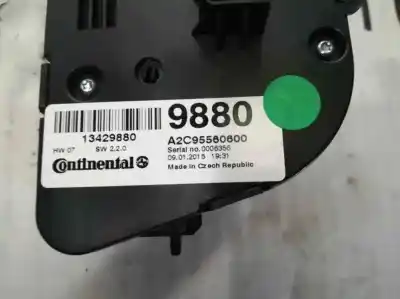 9880
13429880
A2C95560600
HW 07 SW 2.2.0
Serial no. 0006356
09.01.2015 19:31
Continental
Made in Czech Republic